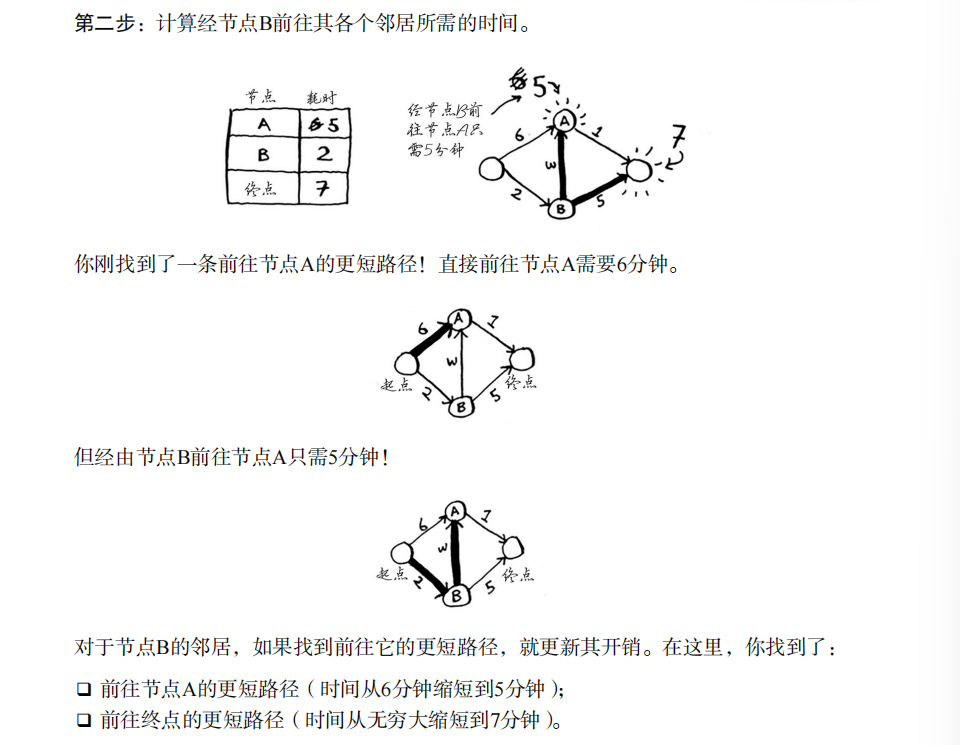 第二步：计算经节点B前往其各个邻居所需的时间。
节点 耗时
A 6 5
B 2
终点 7
经节点B前
往节点A只
需5分钟
6 5
A
6
1
7
3
2
B
5
你刚找到了一条前往节点A的更短路径！直接前往节点A需要6分钟。
A
6
1
3
起点
终点
2
B
5
但经由节点B前往节点A只需5分钟！
A
6
1
3
起点
终点
2
B
5
对于节点B的邻居，如果找到前往它的更短路径，就更新其开销。在这里，你找到了：
❑ 前往节点A的更短路径（时间从6分钟缩短到5分钟）；
❑ 前往终点的更短路径（时间从无穷大缩短到7分钟）。